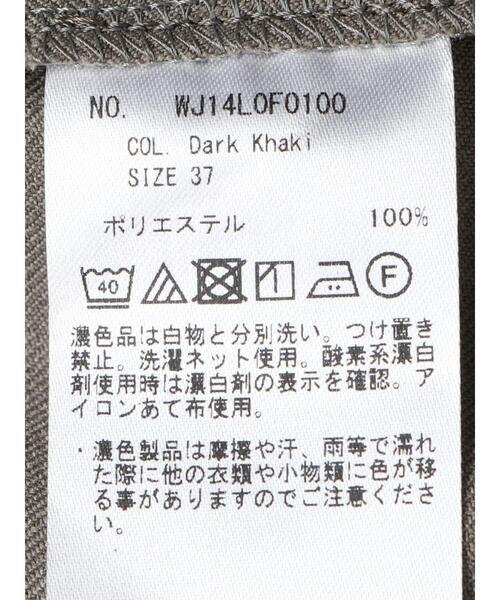 NO. WJ14L0F0100
COL. Dark Khaki
SIZE 37
ポリエステル 100%
40 F
濃色品は白物と分別洗い。つけ置き
禁止。洗濯ネット使用。酸素系漂白
剤使用時は漂白剤の表示を確認。ア
イロンあて布使用。
・濃色製品は摩擦や汗、雨等で濡れ
た際に他の衣類や小物類に色が移
る事がありますのでご注意くださ
い。